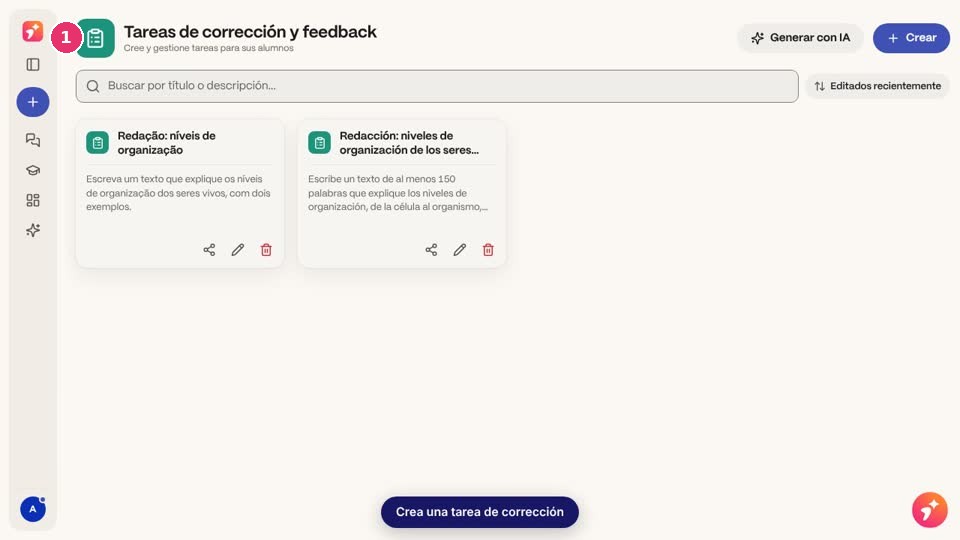 1
Tareas de corrección y feedback
Cree y gestione tareas para sus alumnos
Generar con IA
Crear
Buscar por título o descripción...
Editados recientemente
Redação: níveis de
organização
Escreva um texto que explique os níveis
de organização dos seres vivos, com dois
exemplos.
Redacción: niveles de
organización de los seres...
Escribe un texto de al menos 150
palabras que explique los niveles de
organización, de la célula al organismo,...
A
Crea una tarea de corrección